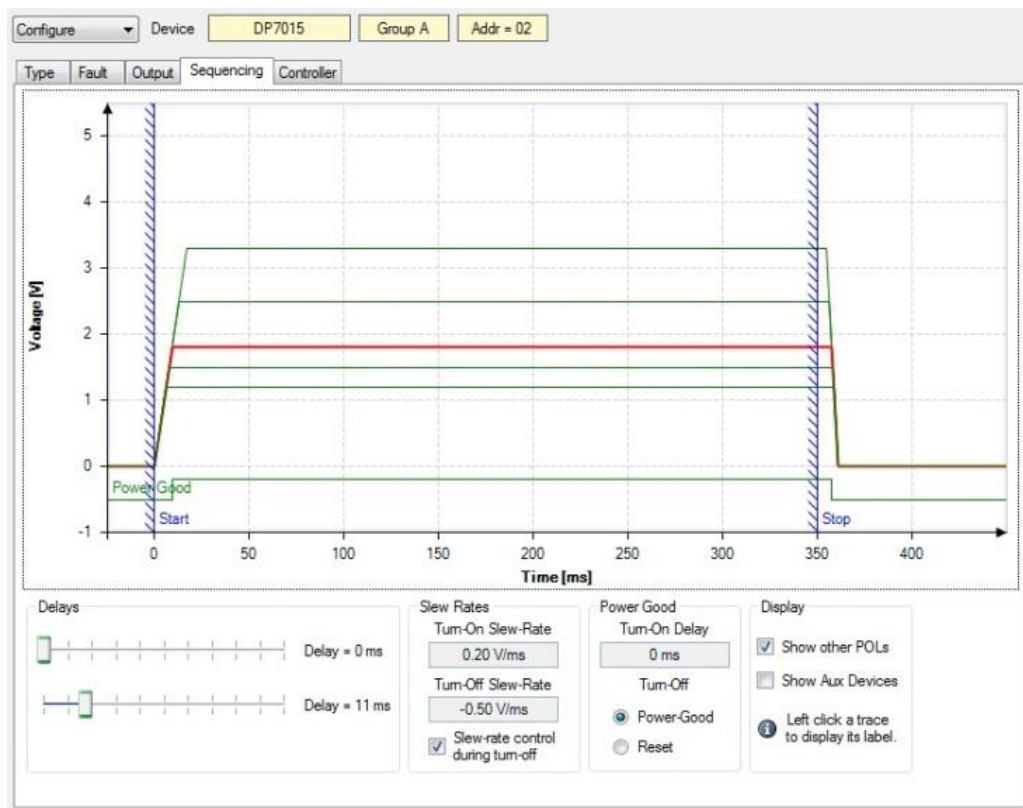 Configure Device DP7015 Group A Addr = 02
Type Fault Output Sequencing Controller
5
4
3
2
1
0
-1
Voltage [V]
Power-Good
Start
Stop
0 50 100 150 200 250 300 350 400
Time [ms]
Delays
Delay = 0 ms
Delay = 11 ms
Slew Rates
Turn-On Slew-Rate
0.20 V/ms
Turn-Off Slew-Rate
-0.50 V/ms
Slew-rate control
during turn-off
Power Good
Turn-On Delay
0 ms
Turn-Off
Power-Good
Reset
Display
Show other POLs
Show Aux Devices
Left click a trace
to display its label.